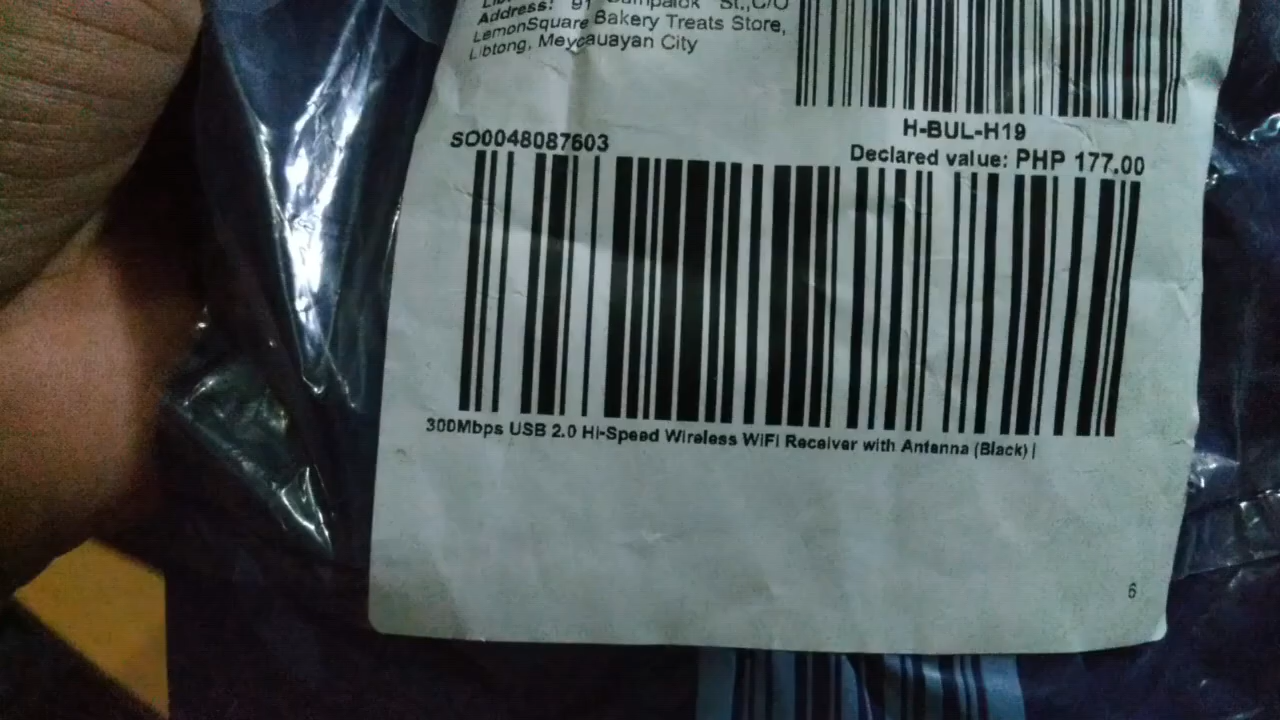 Address: 91 Sampalok St.,C/O
LemonSquare Bakery Treats Store,
Libtong, Meycauayan City
H-BUL-H19
SO0048087603
Declared value: PHP 177.00
300Mbps USB 2.0 Hi-Speed Wireless WiFi Receiver with Antenna (Black) |
6